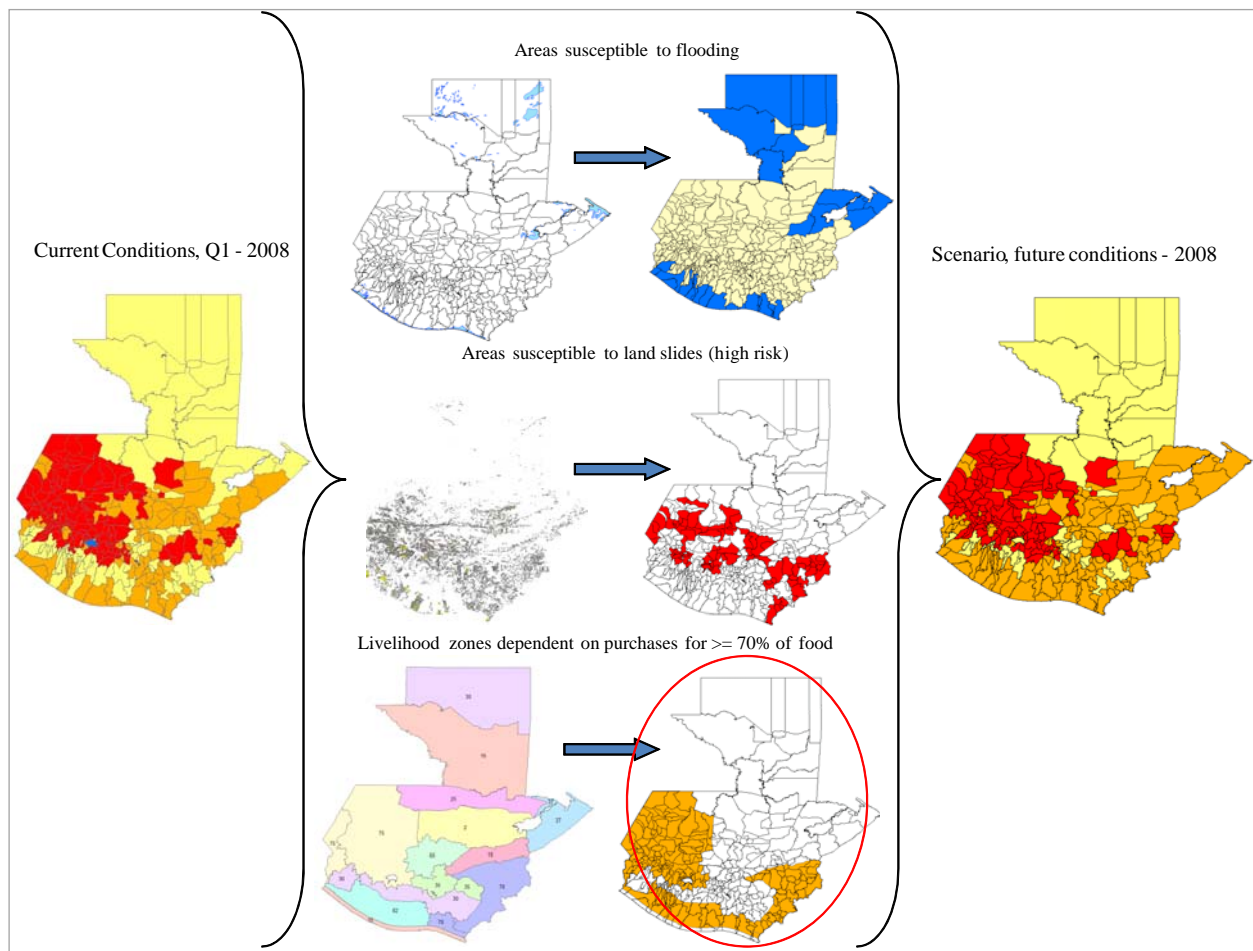 Areas susceptible to flooding
Current Conditions, Q1 - 2008
Scenario, future conditions - 2008
Areas susceptible to land slides (high risk)
Livelihood zones dependent on purchases for >= 70% of food